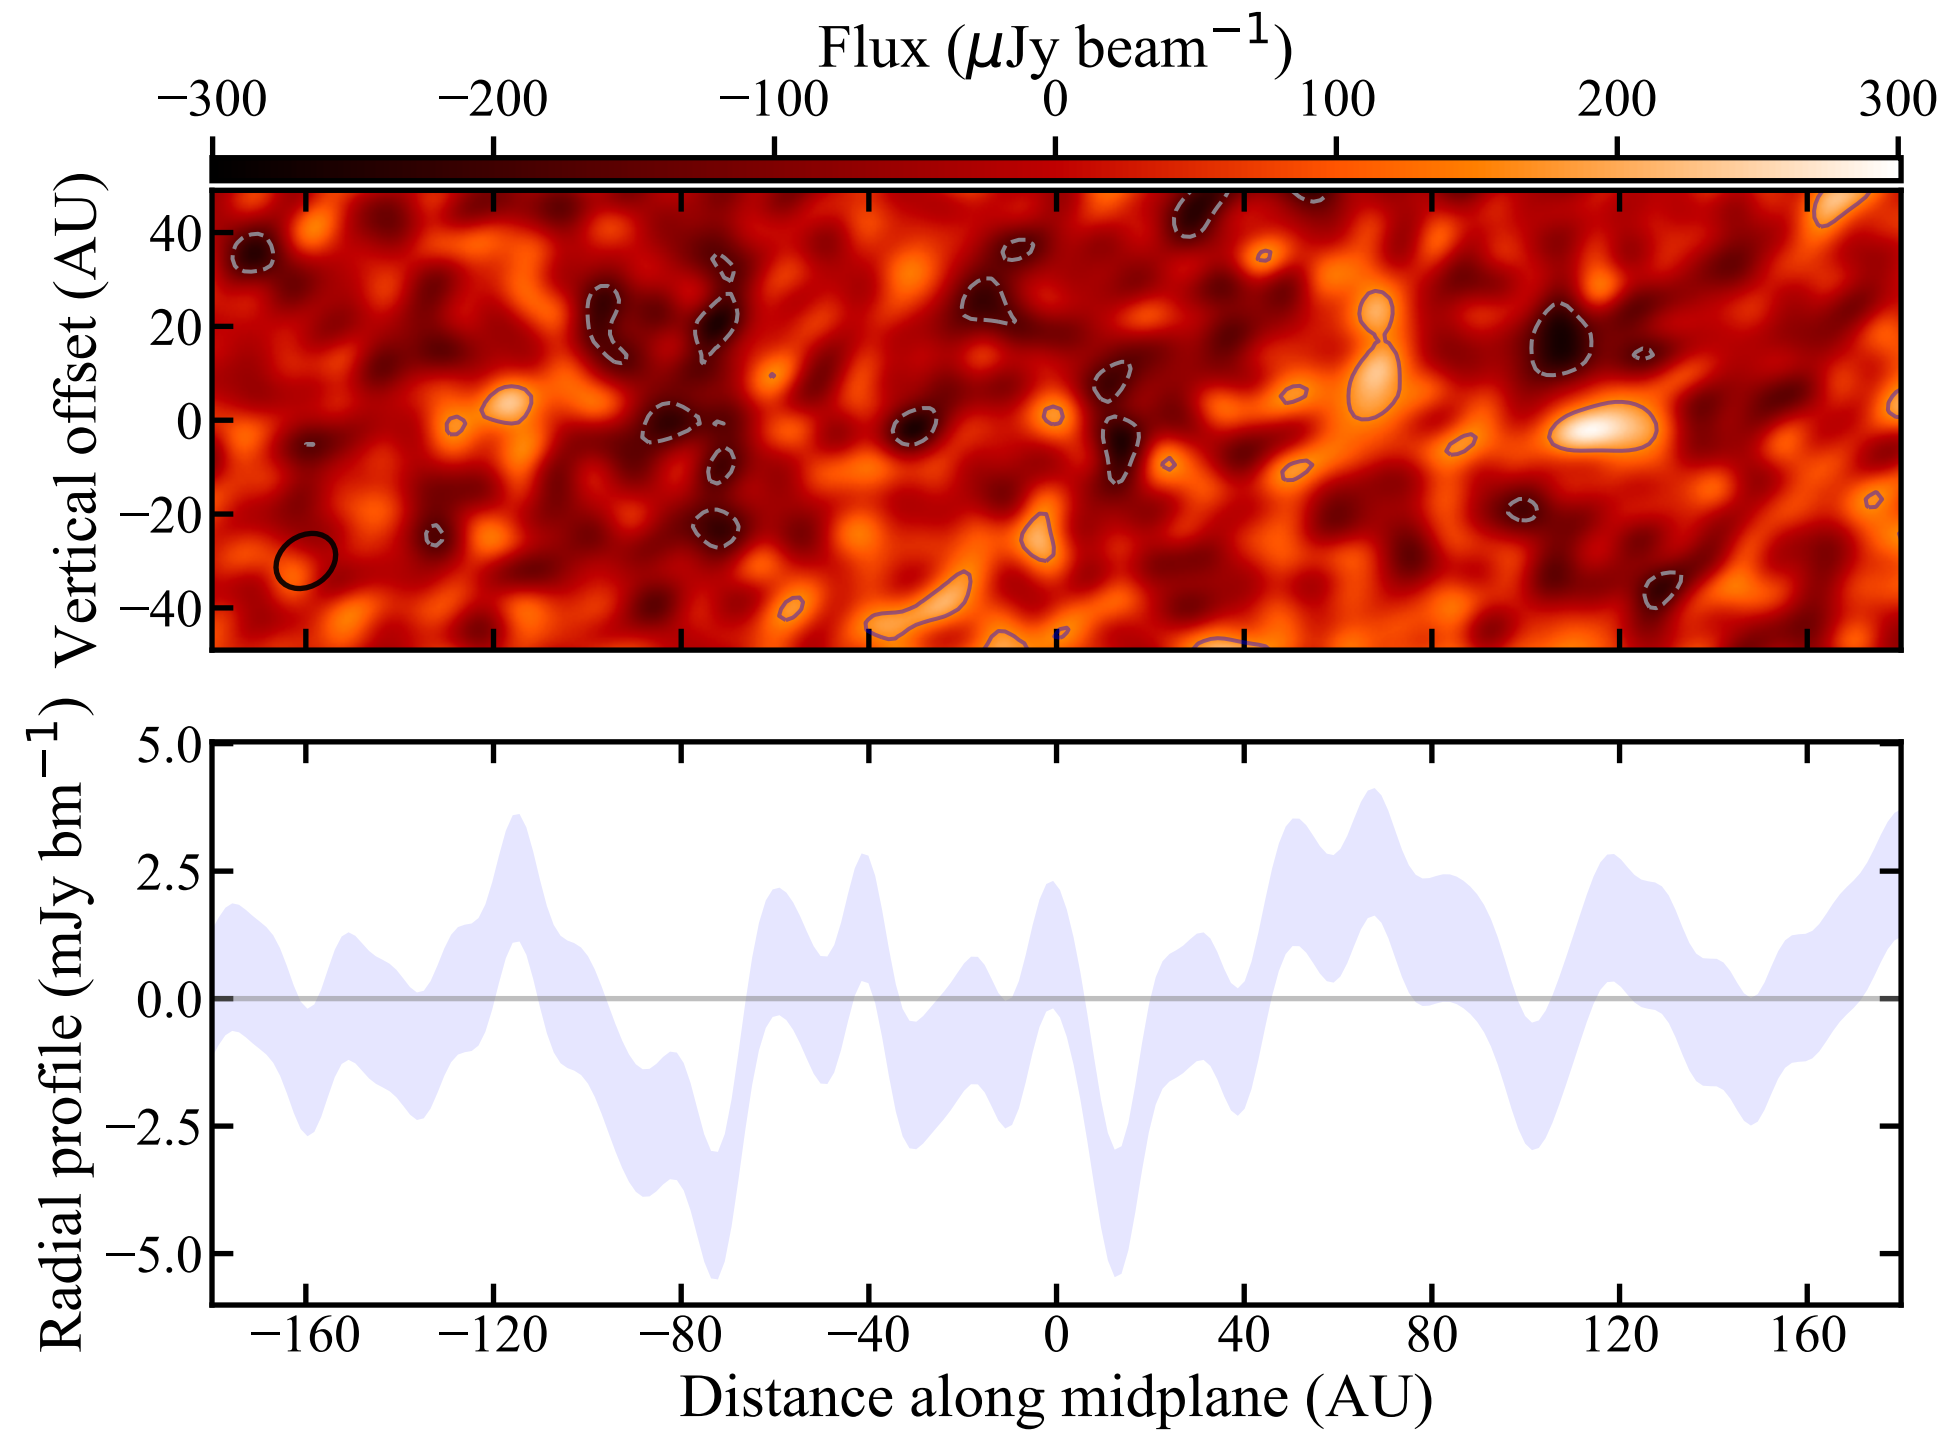 Flux (μJy beam⁻¹)
−300 −200 −100 0 100 200 300
Vertical offset (AU)
40
20
0
−20
−40
Radial profile (mJy bm⁻¹)
5.0
2.5
0.0
−2.5
−5.0
−160 −120 −80 −40 0 40 80 120 160
Distance along midplane (AU)